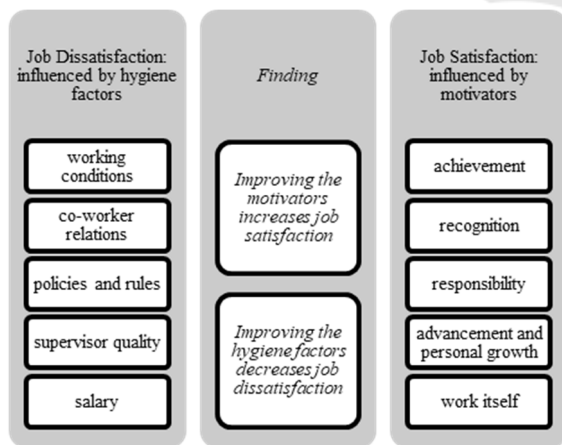 Job Dissatisfaction:
influenced by hygiene
factors
working
conditions
co-worker
relations
policies and rules
supervisor quality
salary
Finding
Improving the
motivators
increases job
satisfaction
Improving the
hygiene factors
decreases job
dissatisfaction
Job Satisfaction:
influenced by
motivators
achievement
recognition
responsibility
advancement and
personal growth
work itself